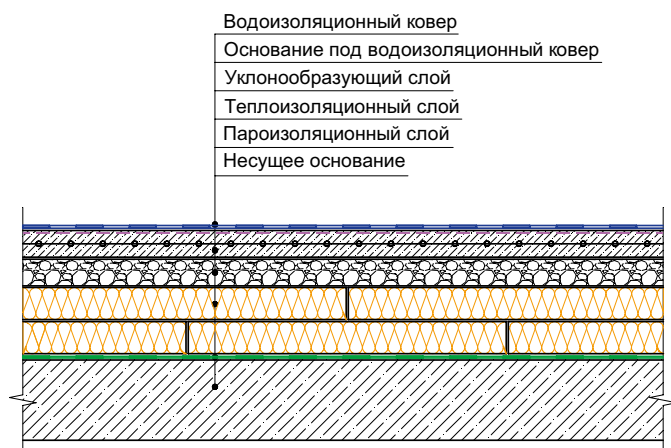 Водоизоляционный ковер
Основание под водоизоляционный ковер
Уклонообразующий слой
Теплоизоляционный слой
Пароизоляционный слой
Несущее основание